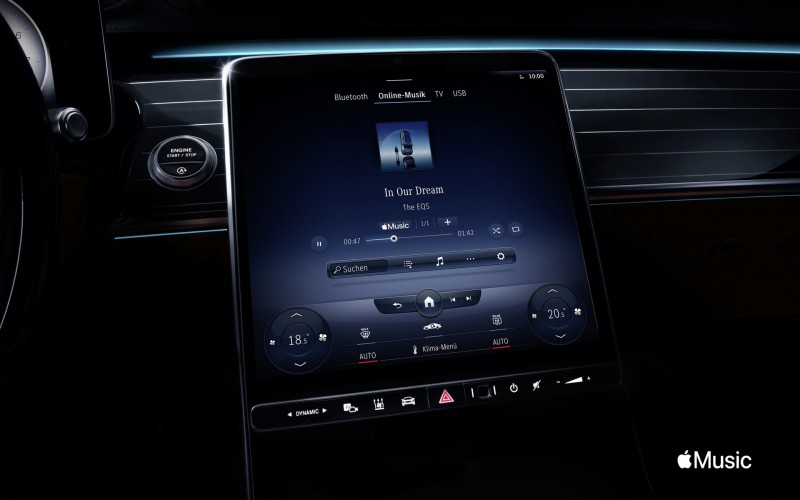 10:00
Bluetooth Online-Musik TV USB
ENGINE
START / STOP
In Our Dream
The EQS
Music 1/1 +
00:47 01:42
Suchen
18.5° 20.5°
AUTO Klima-Menü AUTO
DYNAMIC
- +
Music